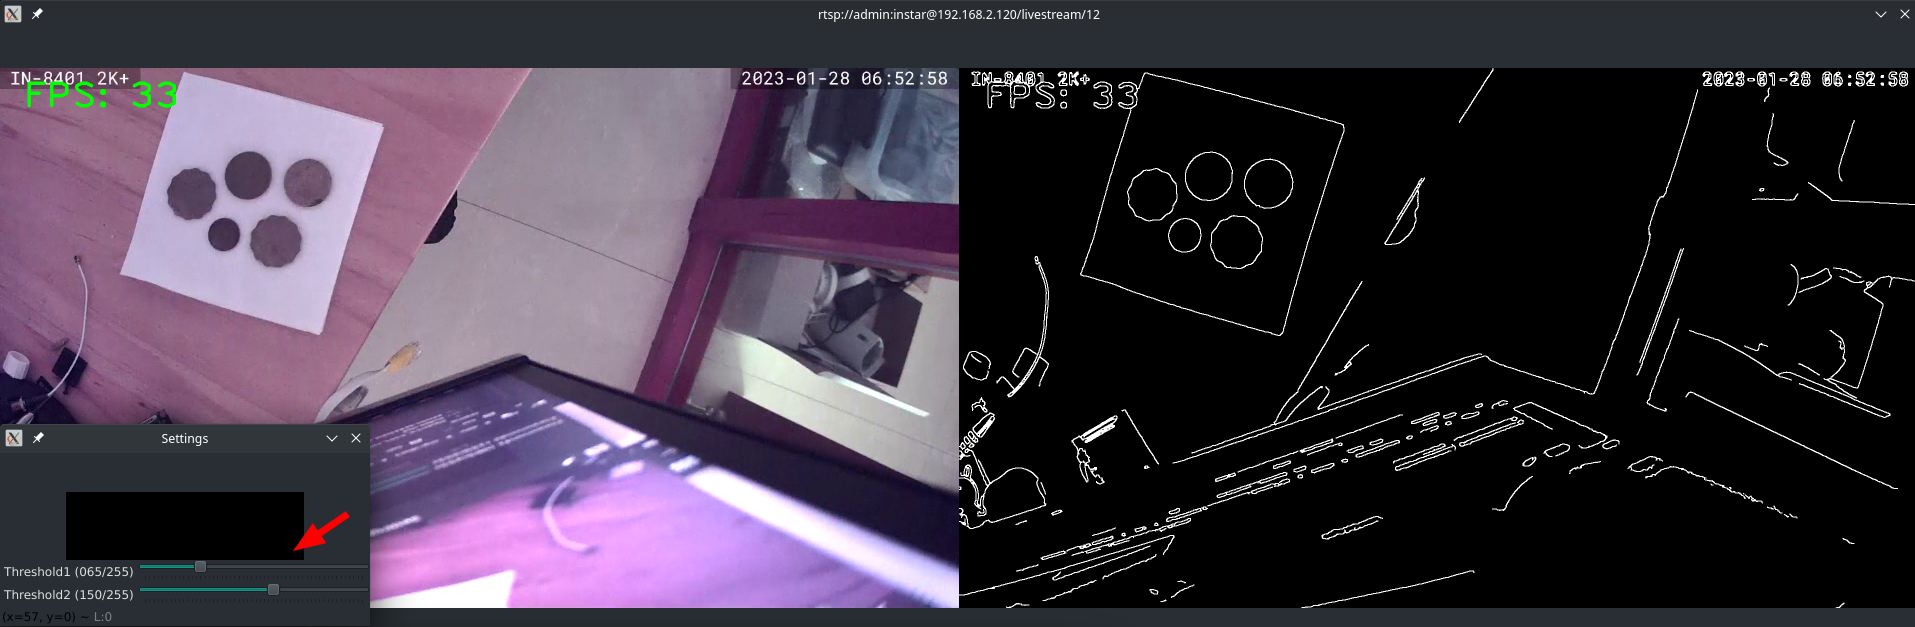 rtsp://admin:instar@192.168.2.120/livestream/12
IN-8401 2K+
FPS: 33
2023-01-28 06:52:58
IN-8401 2K+
FPS: 33
2023-01-28 06:52:58
Settings
Threshold1 (065/255)
Threshold2 (150/255)
(x=57, y=0) ~ L:0